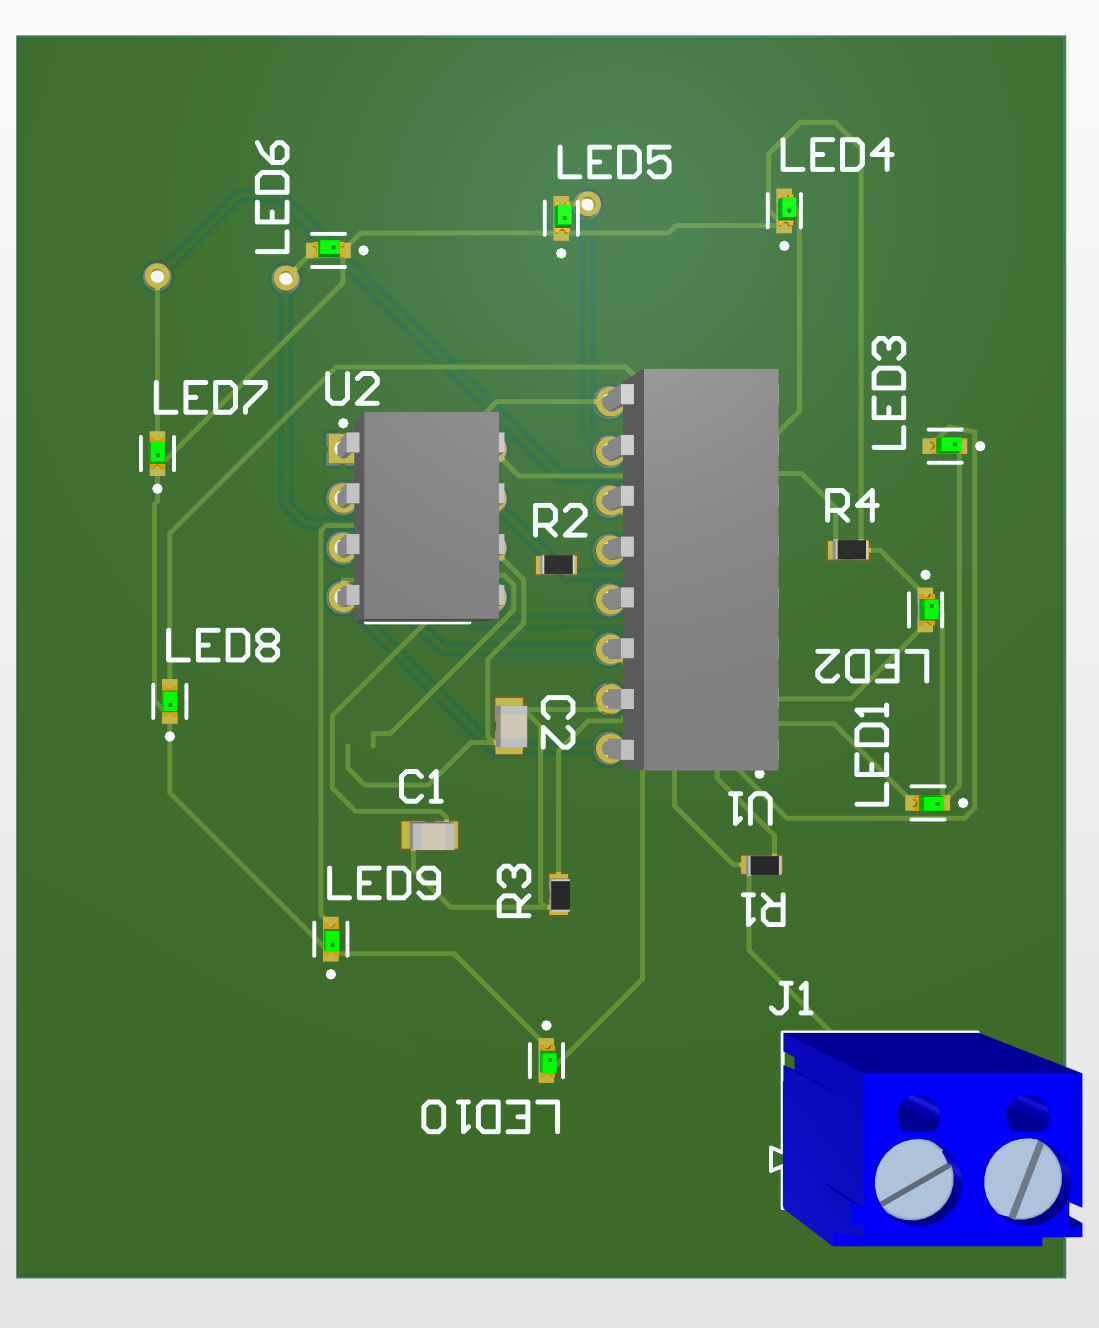 LED6
LED5
LED4
LED3
LED7
U2
R2
R4
LED8
LED2
C2
LED1
C1
U1
LED9
R3
R1
J1
LED10